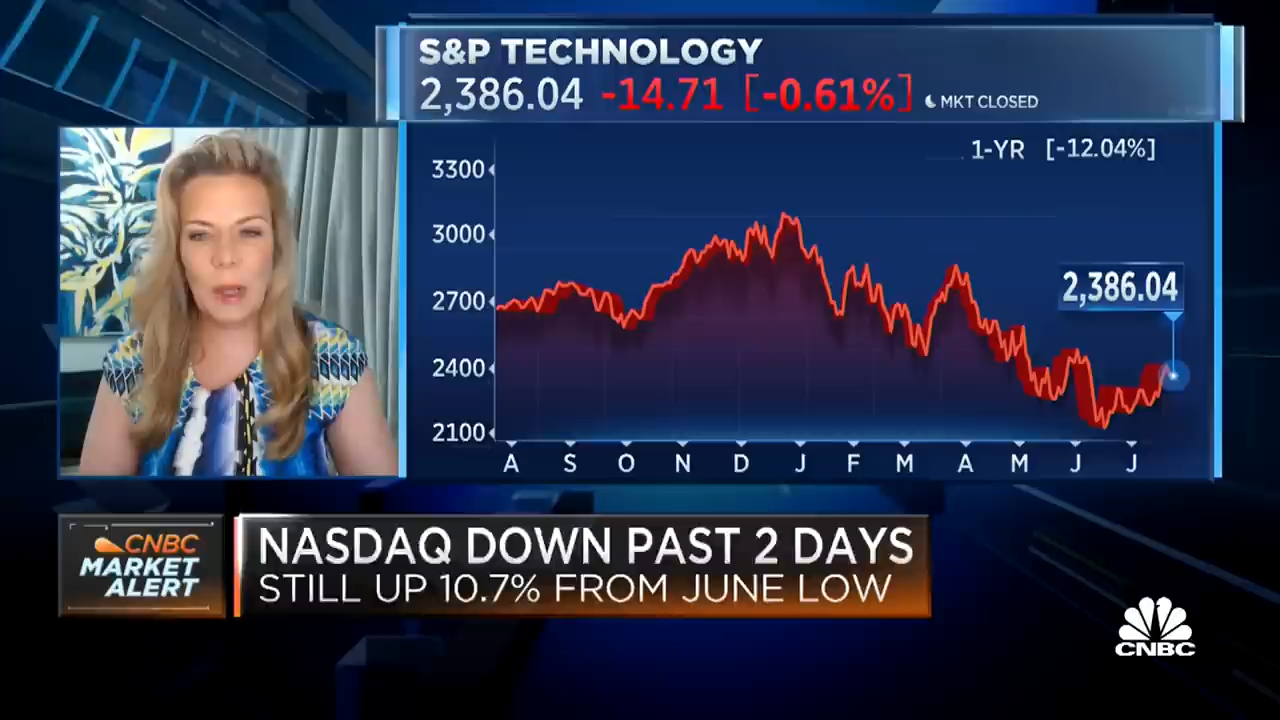 S&P TECHNOLOGY
2,386.04 -14.71 [-0.61%] MKT CLOSED
1-YR [-12.04%]
3300
3000
2700
2400
2100
2,386.04
A S O N D J F M A M J J
CNBC
MARKET
ALERT
NASDAQ DOWN PAST 2 DAYS
STILL UP 10.7% FROM JUNE LOW
CNBC